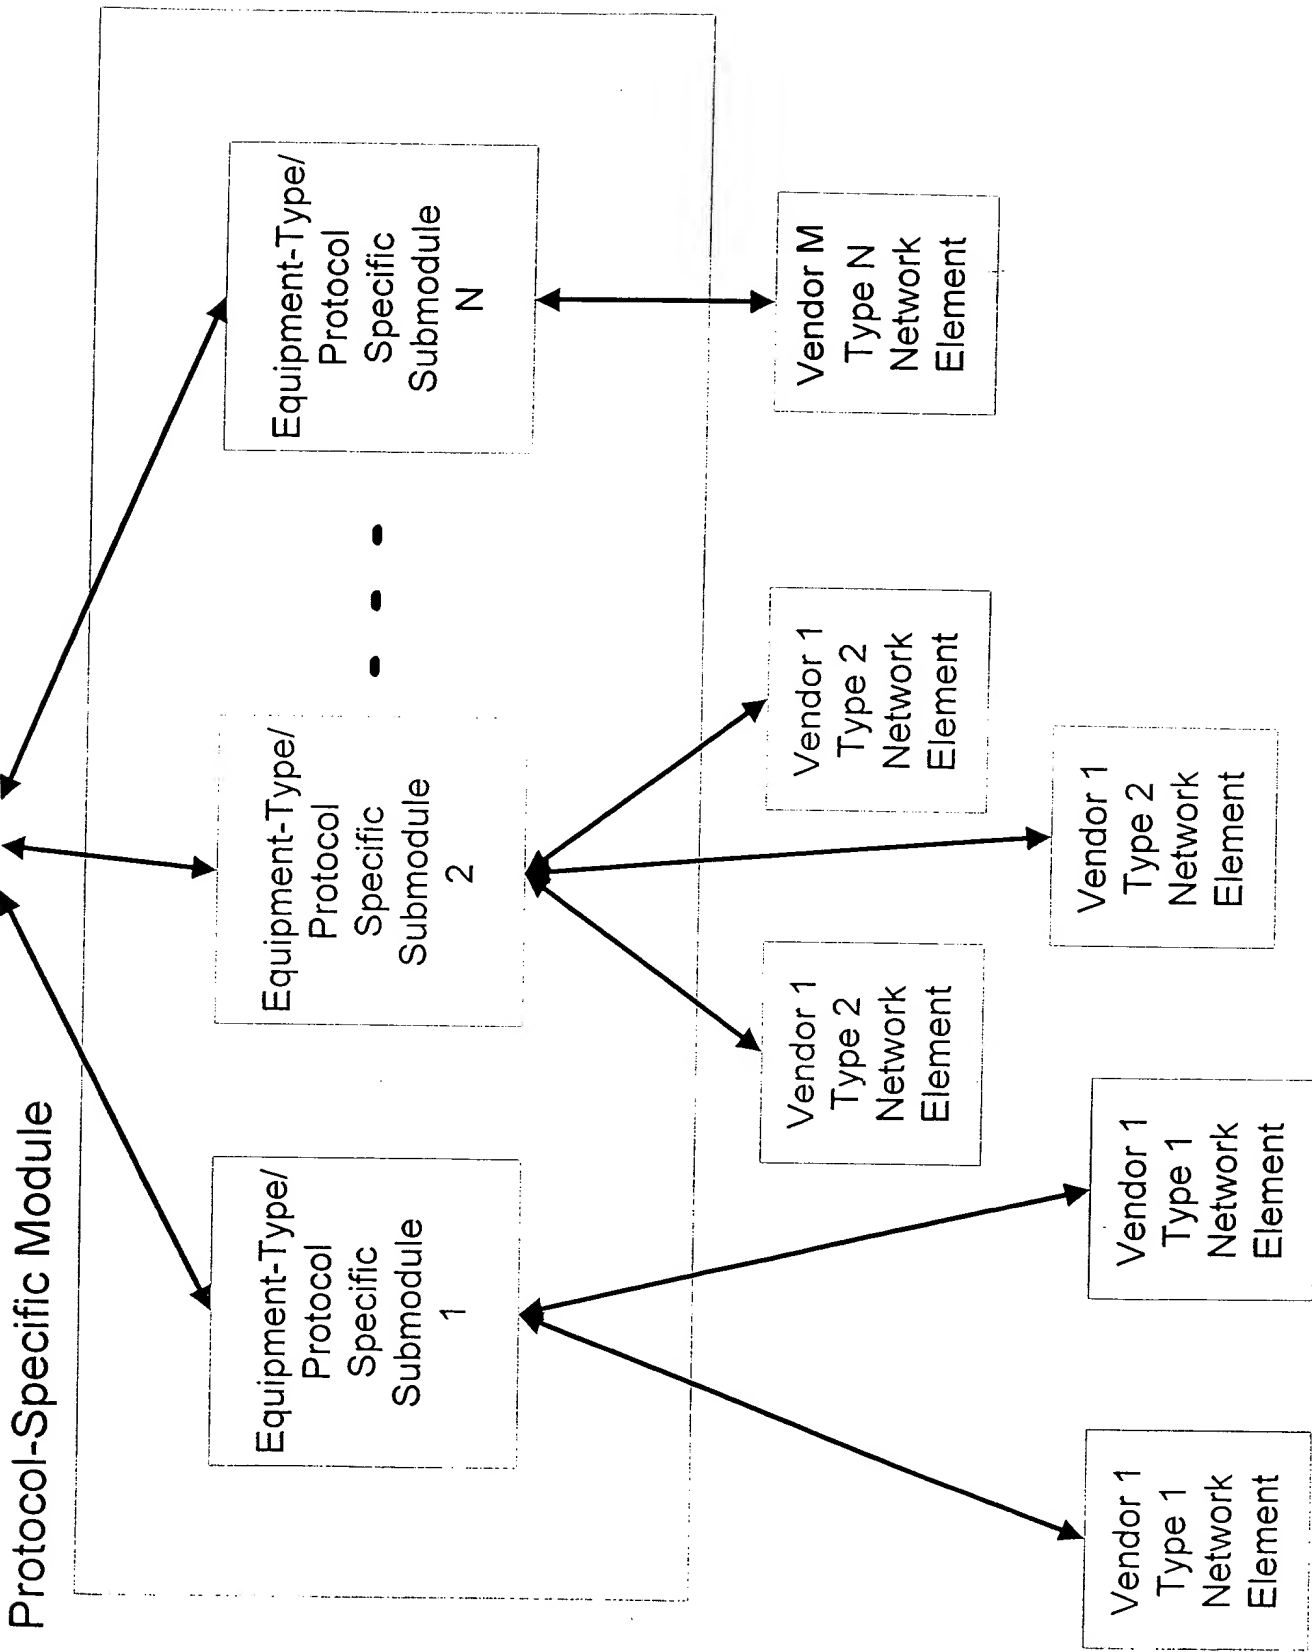 Protocol-Specific Module
Equipment-Type/
Protocol
Specific
Submodule
1
Equipment-Type/
Protocol
Specific
Submodule
2
Equipment-Type/
Protocol
Specific
Submodule
N
Vendor 1
Type 1
Network
Element
Vendor 1
Type 1
Network
Element
Vendor 1
Type 2
Network
Element
Vendor 1
Type 2
Network
Element
Vendor 1
Type 2
Network
Element
Vendor M
Type N
Network
Element